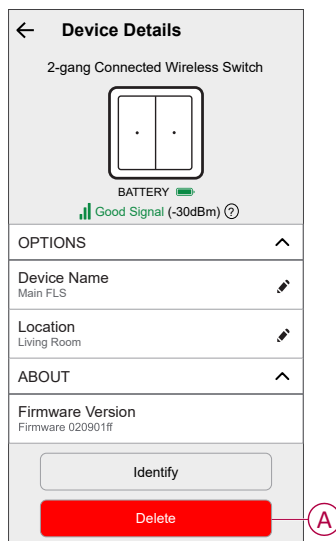 Device Details
2-gang Connected Wireless Switch
BATTERY
Good Signal (-30dBm) ?
OPTIONS
Device Name
Main FLS
Location
Living Room
ABOUT
Firmware Version
Firmware 020901ff
Identify
Delete
A